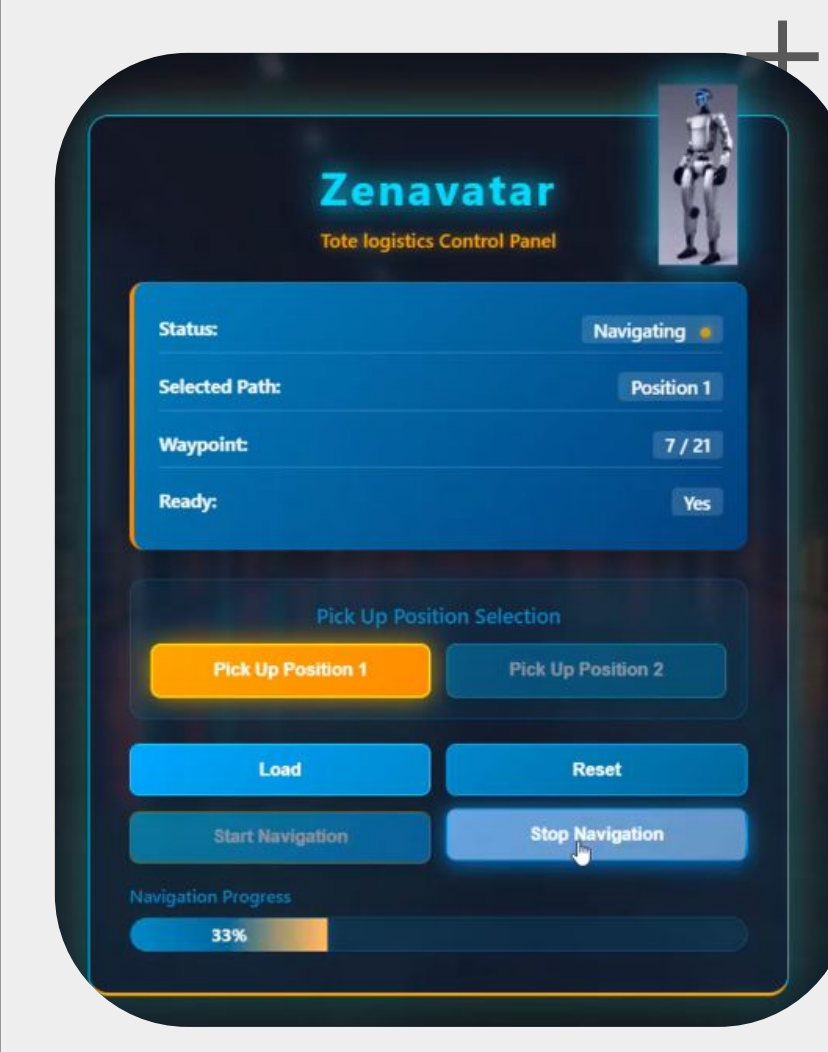 Zenavatar
Tote logistics Control Panel
Status: Navigating
Selected Path: Position 1
Waypoint: 7 / 21
Ready: Yes
Pick Up Position Selection
Pick Up Position 1 Pick Up Position 2
Load Reset
Start Navigation Stop Navigation
Navigation Progress
33%